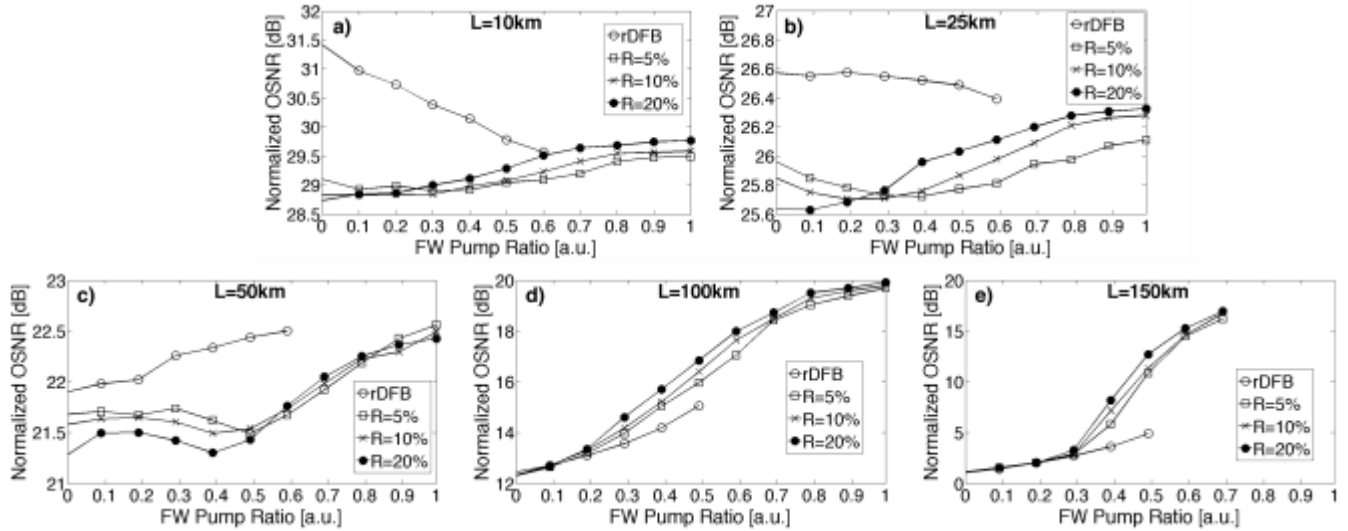 a)
L=10km
Normalized OSNR [dB]
32
31.5
31
30.5
30
29.5
29
28.5
0 0.1 0.2 0.3 0.4 0.5 0.6 0.7 0.8 0.9 1
FW Pump Ratio [a.u.]
rDFB
R=5%
R=10%
R=20%
b)
L=25km
Normalized OSNR [dB]
27
26.8
26.6
26.4
26.2
26
25.8
25.6
0 0.1 0.2 0.3 0.4 0.5 0.6 0.7 0.8 0.9 1
FW Pump Ratio [a.u.]
rDFB
R=5%
R=10%
R=20%
c)
L=50km
Normalized OSNR [dB]
23
22.5
22
21.5
21
0 0.1 0.2 0.3 0.4 0.5 0.6 0.7 0.8 0.9 1
FW Pump Ratio [a.u.]
rDFB
R=5%
R=10%
R=20%
d)
L=100km
Normalized OSNR [dB]
20
18
16
14
12
0 0.1 0.2 0.3 0.4 0.5 0.6 0.7 0.8 0.9 1
FW Pump Ratio [a.u.]
rDFB
R=5%
R=10%
R=20%
e)
L=150km
Normalized OSNR [dB]
20
15
10
5
0
0 0.1 0.2 0.3 0.4 0.5 0.6 0.7 0.8 0.9 1
FW Pump Ratio [a.u.]
rDFB
R=5%
R=10%
R=20%